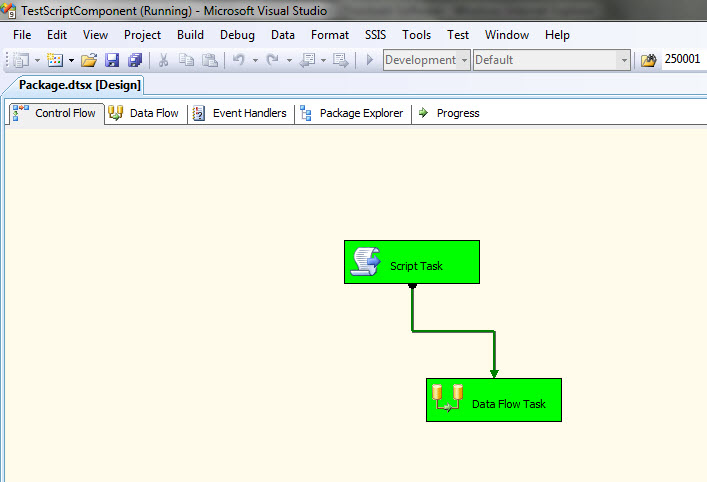 TestScriptComponent (Running) - Microsoft Visual Studio
File Edit View Project Build Debug Data Format SSIS Tools Test Window Help
Development Default 250001
Package.dtsx [Design]
Control Flow Data Flow Event Handlers Package Explorer Progress
Script Task
Data Flow Task